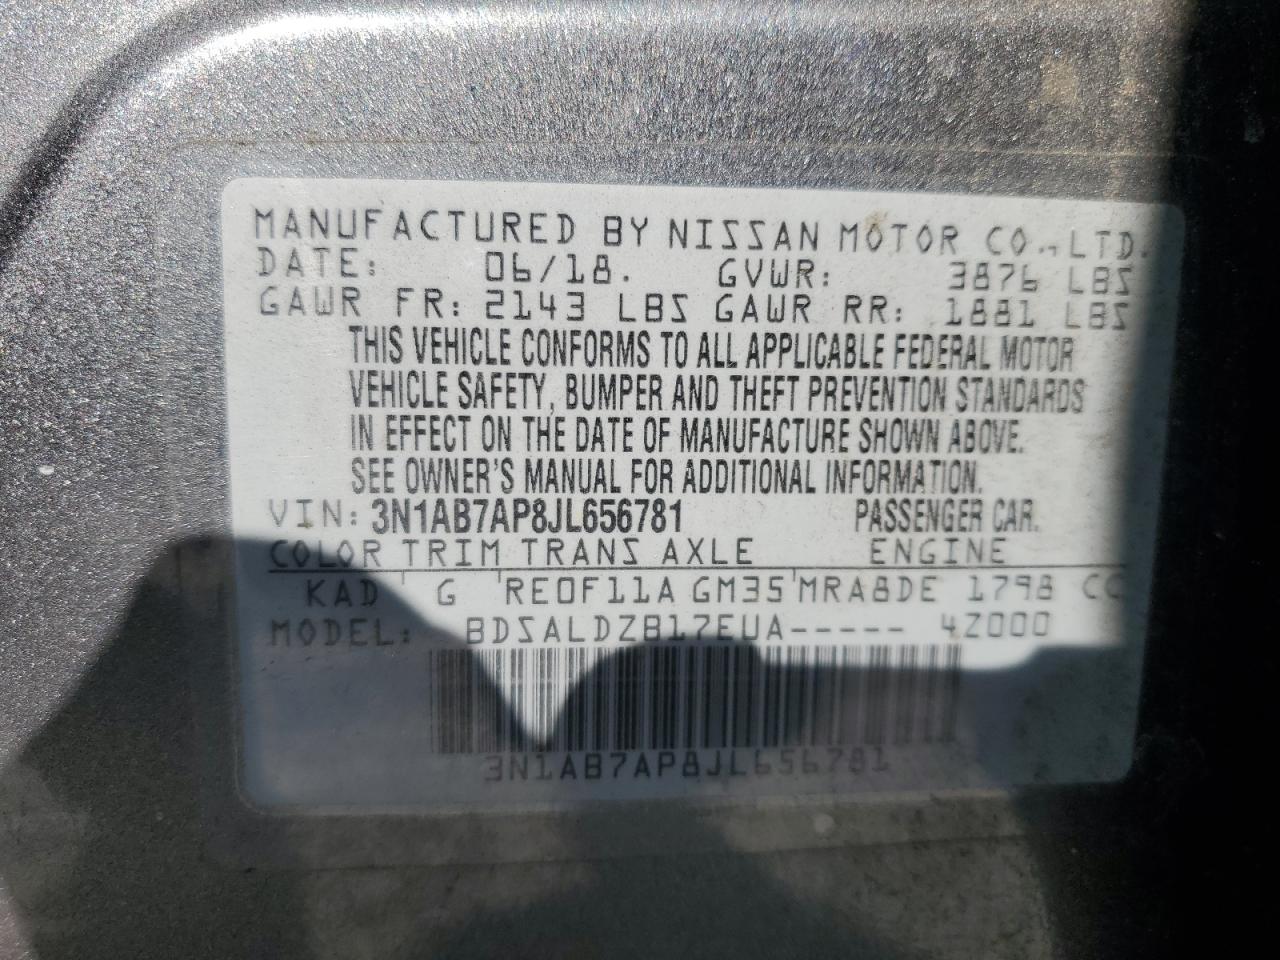 MANUFACTURED BY NISSAN MOTOR CO., LTD.
DATE: 06/18. GVWR: 3876 LBS
GAWR FR: 2143 LBS GAWR RR: 1881 LBS
THIS VEHICLE CONFORMS TO ALL APPLICABLE FEDERAL MOTOR
VEHICLE SAFETY, BUMPER AND THEFT PREVENTION STANDARDS
IN EFFECT ON THE DATE OF MANUFACTURE SHOWN ABOVE.
SEE OWNER'S MANUAL FOR ADDITIONAL INFORMATION.
VIN: 3N1AB7AP8JL656781 PASSENGER CAR.
COLOR TRIM TRANS AXLE ENGINE
KAD G RE0F11A GM35 MRA8DE 1798 CC
MODEL: BDSALDZB17EUA----- 4Z000
3N1AB7AP8JL656781